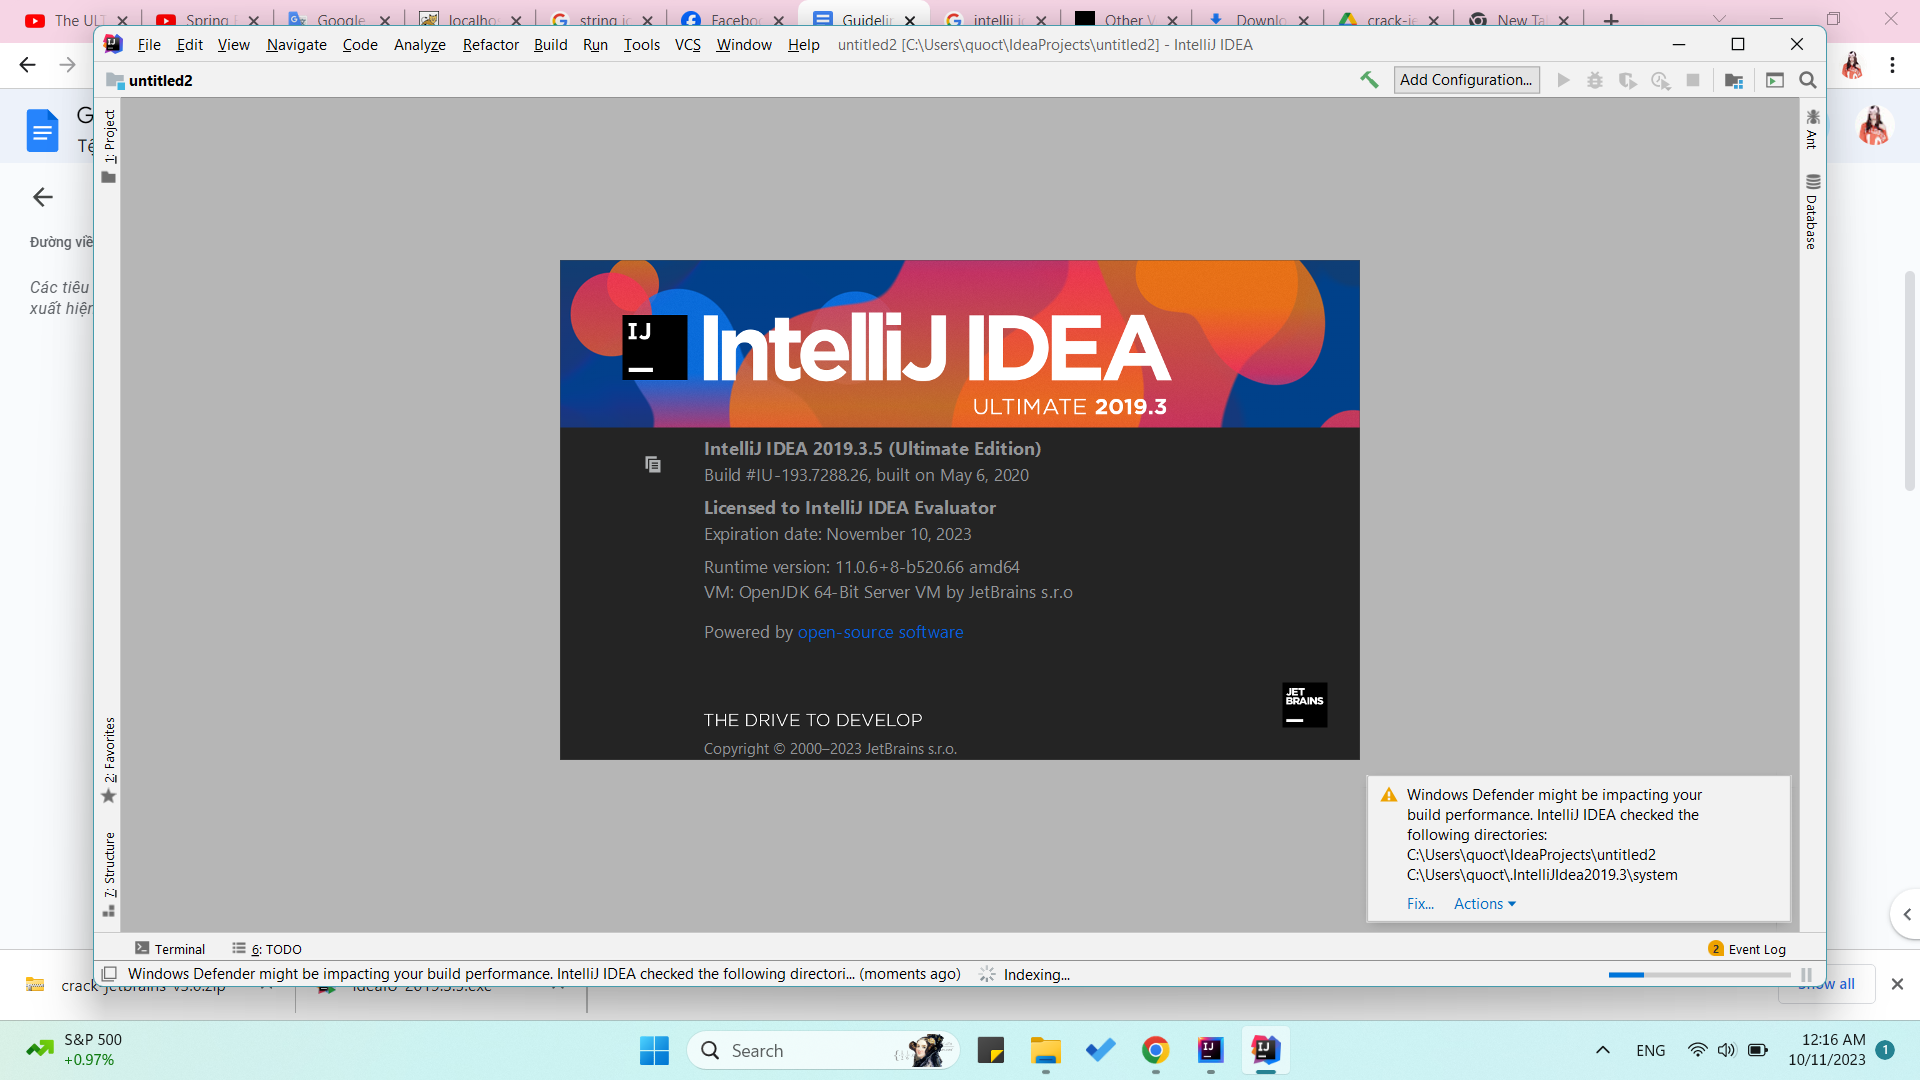 The ULT
Spring
Google
localhos
string
Faceboo
Guidelin
intellij i
Other V
Downlo
crack-je
New Tab
File Edit View Navigate Code Analyze Refactor Build Run Tools VCS Window Help untitled2 [C:\Users\quoct\IdeaProjects\untitled2] - IntelliJ IDEA
untitled2
Add Configuration...
G
Tệ
Đường viề
Các tiêu
xuất hiện
1: Project
2: Favorites
7: Structure
Ant
Database
IJ
IntelliJ IDEA
ULTIMATE 2019.3
IntelliJ IDEA 2019.3.5 (Ultimate Edition)
Build #IU-193.7288.26, built on May 6, 2020
Licensed to IntelliJ IDEA Evaluator
Expiration date: November 10, 2023
Runtime version: 11.0.6+8-b520.66 amd64
VM: OpenJDK 64-Bit Server VM by JetBrains s.r.o
Powered by open-source software
JET
BRAINS
THE DRIVE TO DEVELOP
Copyright © 2000–2023 JetBrains s.r.o.
Windows Defender might be impacting your
build performance. IntelliJ IDEA checked the
following directories:
C:\Users\quoct\IdeaProjects\untitled2
C:\Users\quoct\.IntelliJIdea2019.3\system
Fix... Actions
Terminal 6: TODO
2 Event Log
Windows Defender might be impacting your build performance. IntelliJ IDEA checked the following directori... (moments ago) Indexing...
crack-jetbrains-v3.0.zip
ideaIU-2019.3.5.exe
Show all
S&P 500
+0.97%
Search
ENG
12:16 AM
10/11/2023
1